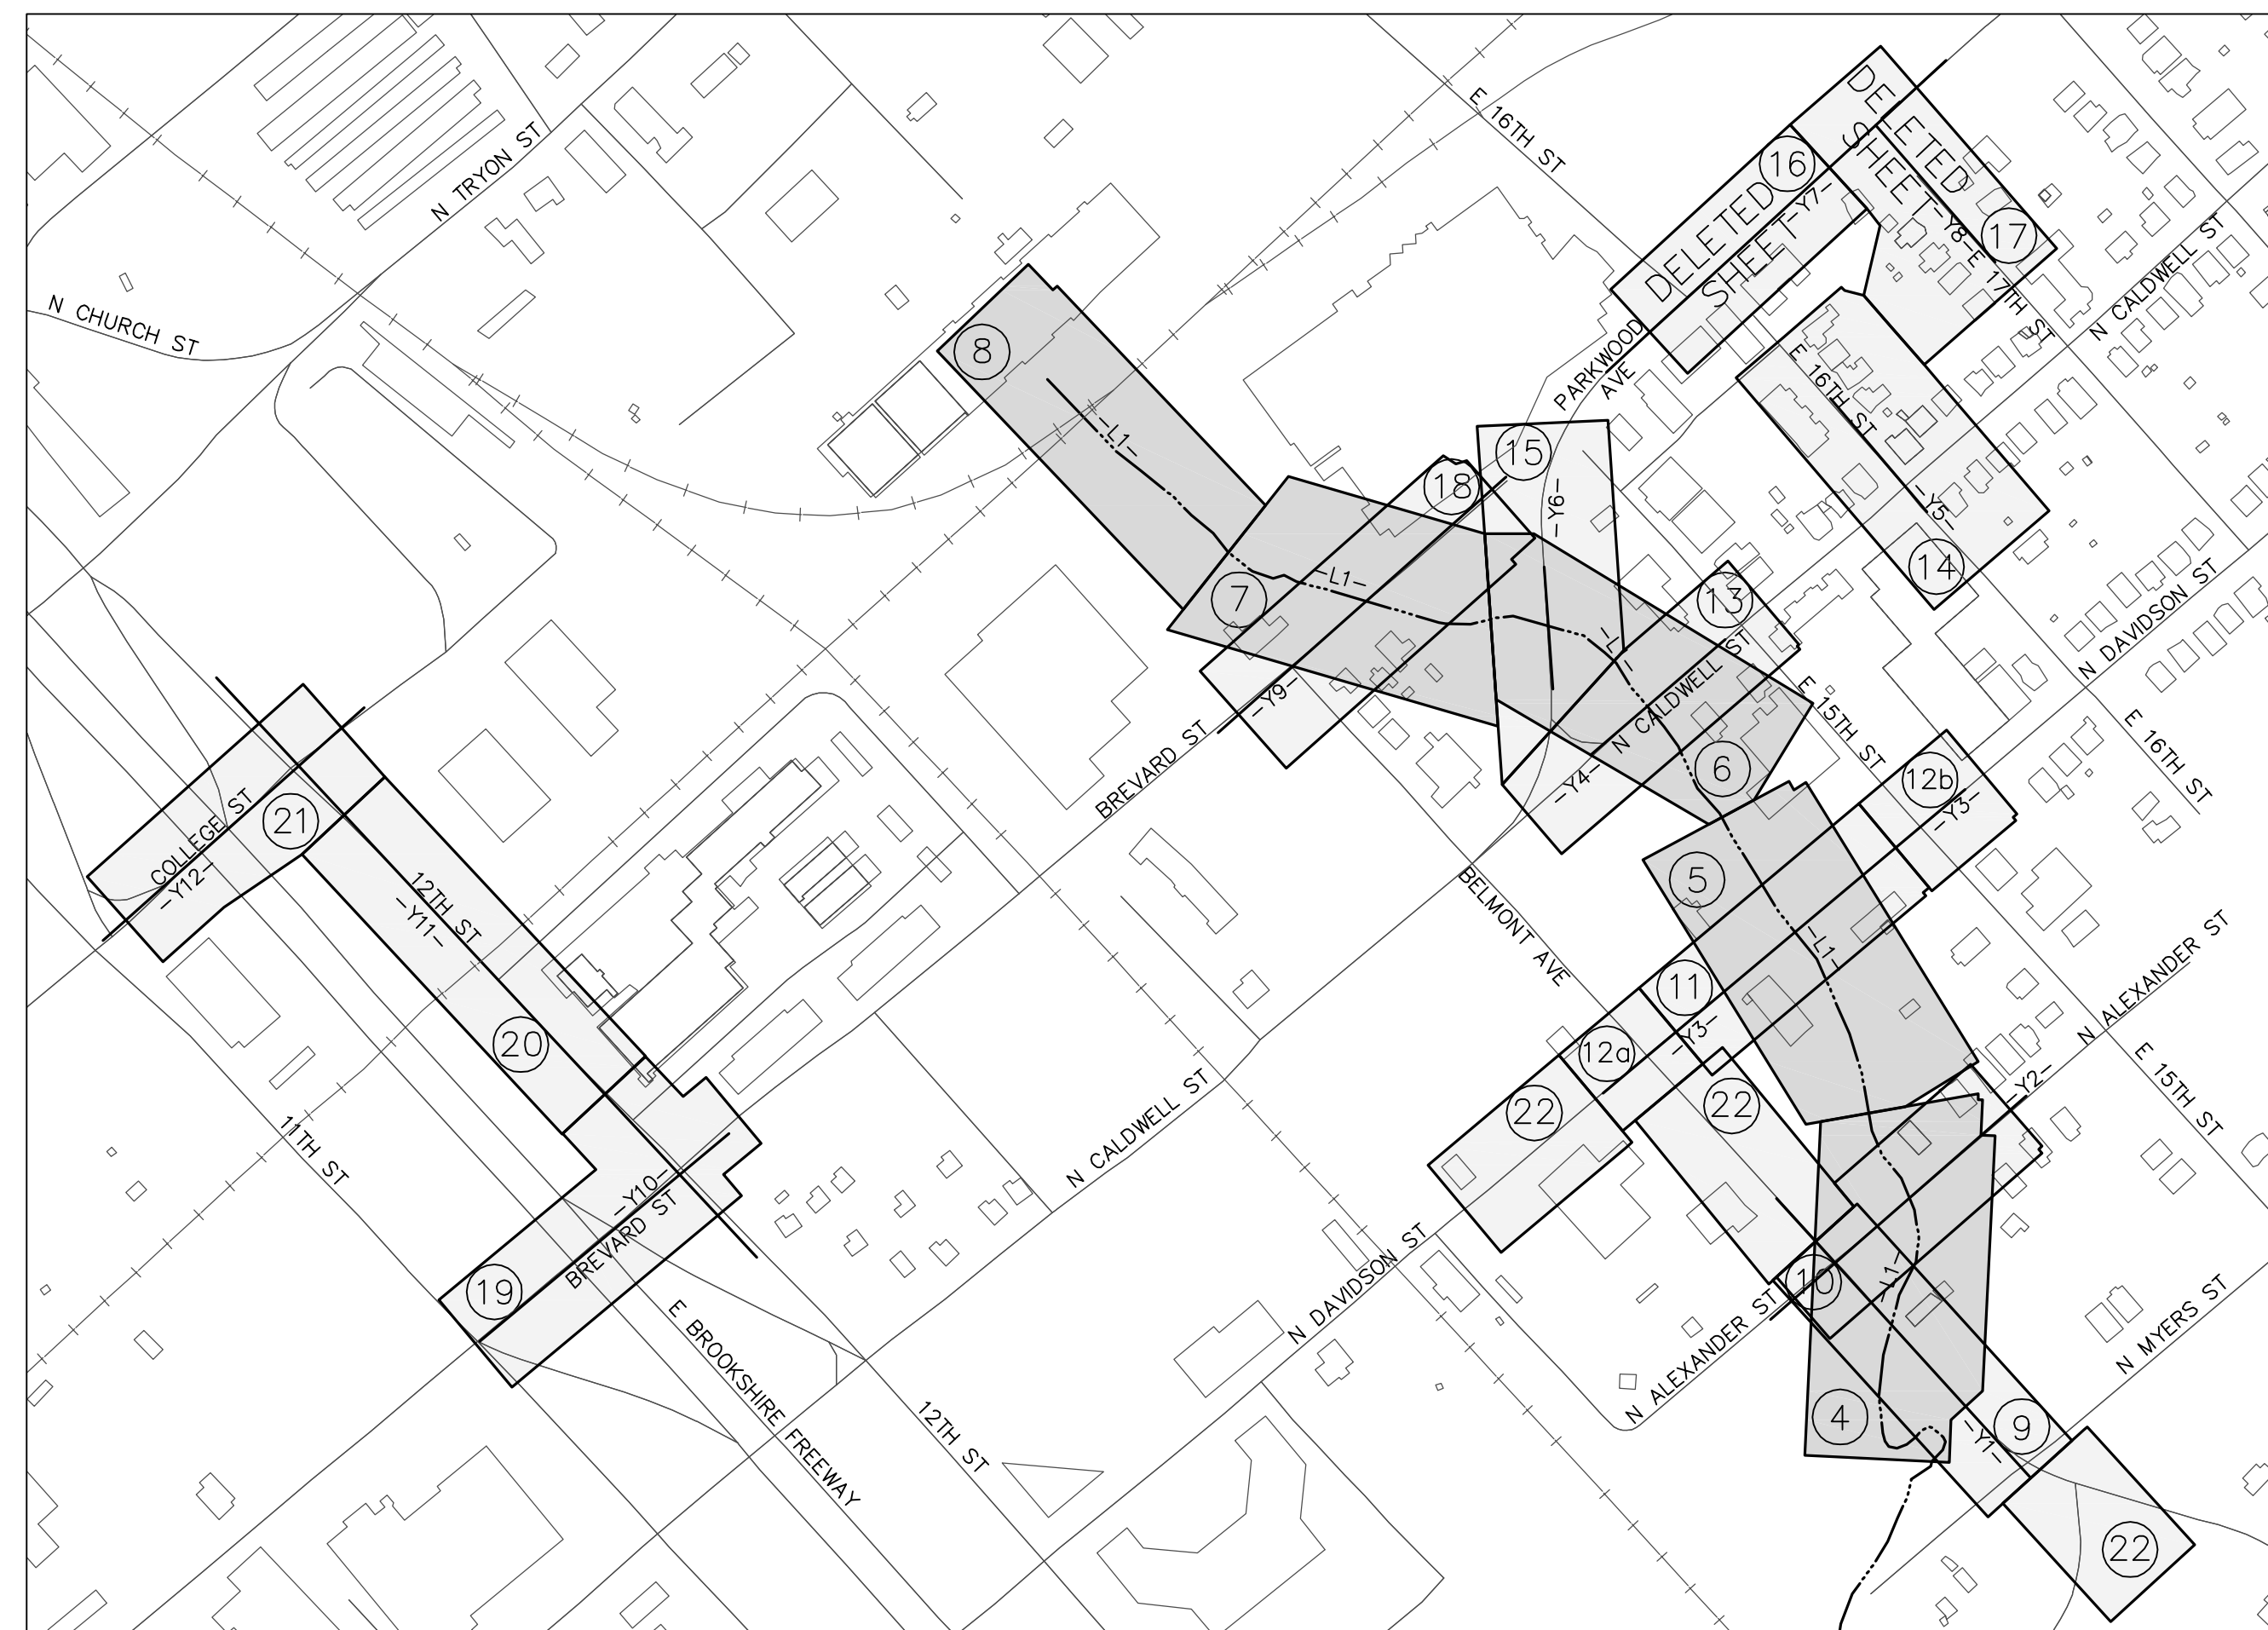 DELETED
SHEET
16
-Y7-
DELETED
SHEET
17
-Y8-
E 17TH ST
E 16TH ST
N TRYON ST
N CHURCH ST
N CALDWELL ST
PARKWOOD
AVE
8
-L1-
E 16TH ST
-Y5-
14
15
-Y6-
18
7
-L1-
-Y9-
BREVARD ST
13
N CALDWELL ST
-Y4-
6
E 15TH ST
N DAVIDSON ST
E 16TH ST
12b
-Y3-
5
-L1-
BELMONT AVE
11
-Y3-
12a
22
22
COLLEGE ST
-Y12-
21
12TH ST
-Y11-
20
11TH ST
19
-Y10-
BREVARD ST
N CALDWELL ST
E BROOKSHIRE FREEWAY
12TH ST
N DAVIDSON ST
N ALEXANDER ST
10
N ALEXANDER ST
-Y2-
E 15TH ST
N MYERS ST
4
9
-Y1-
22